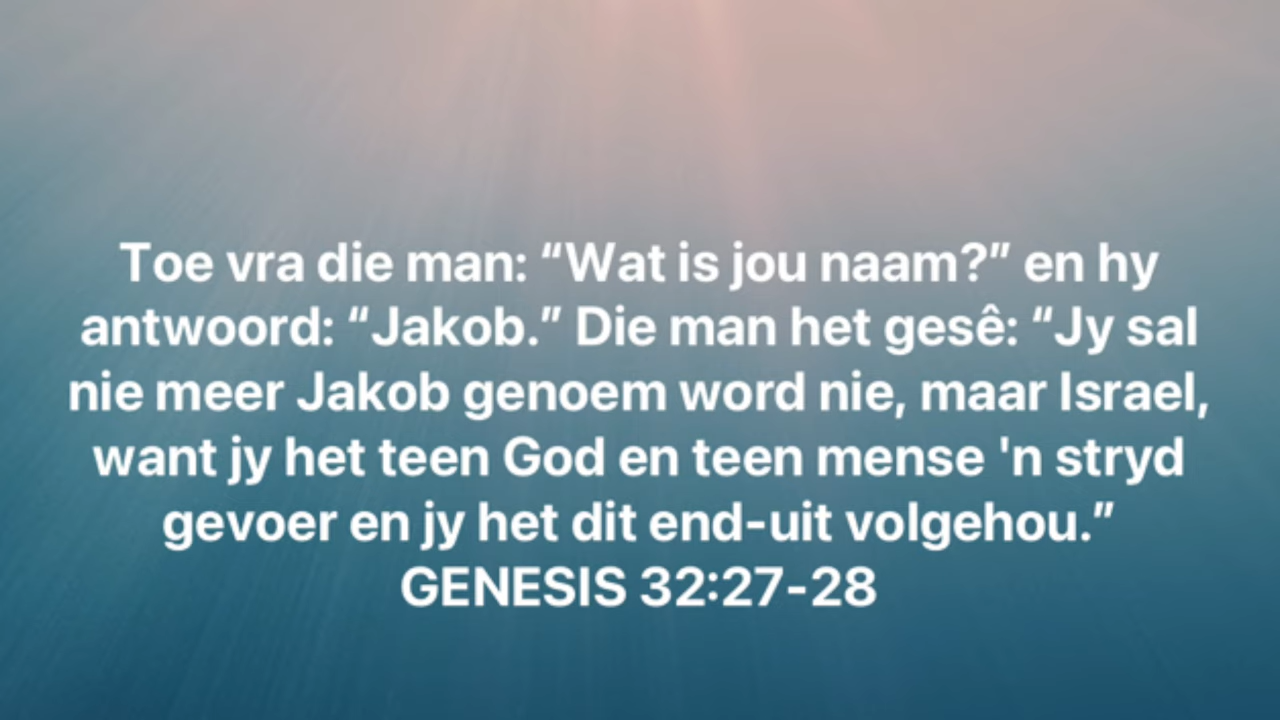 Toe vra die man: “Wat is jou naam?” en hy
antwoord: “Jakob.” Die man het gesê: “Jy sal
nie meer Jakob genoem word nie, maar Israel,
want jy het teen God en teen mense 'n stryd
gevoer en jy het dit end-uit volgehou.”
GENESIS 32:27-28